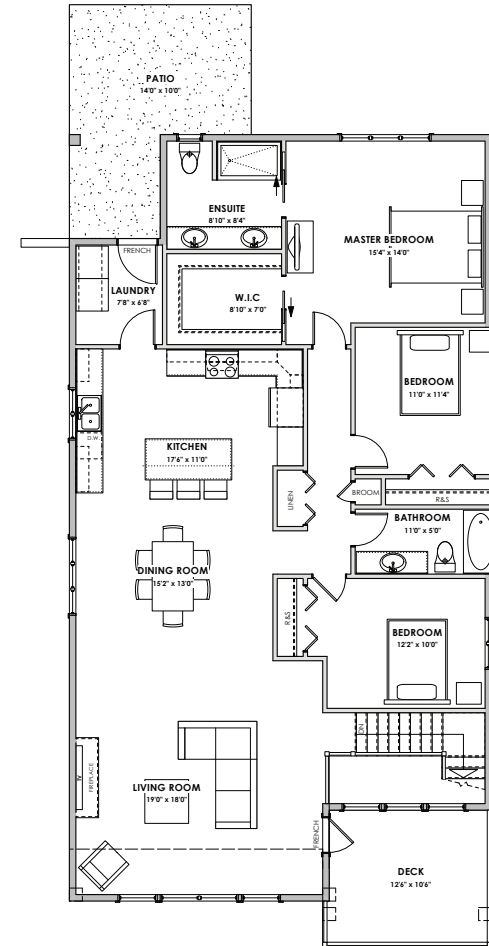 PATIO
14'0" x 10'0"
ENSUITE
8'10" x 8'4"
MASTER BEDROOM
15'4" x 14'0"
FRENCH
LAUNDRY
7'8" x 6'8"
W.I.C
8'10" x 7'0"
BEDROOM
11'0" x 11'4"
D.W.
KITCHEN
17'6" x 11'0"
LINEN
BROOM
R&S
BATHROOM
11'0" x 5'0"
DINING ROOM
15'2" x 13'0"
R&S
BEDROOM
12'2" x 10'0"
DN
TV
FIREPLACE
LIVING ROOM
19'0" x 18'0"
FRENCH
DECK
12'6" x 10'6"